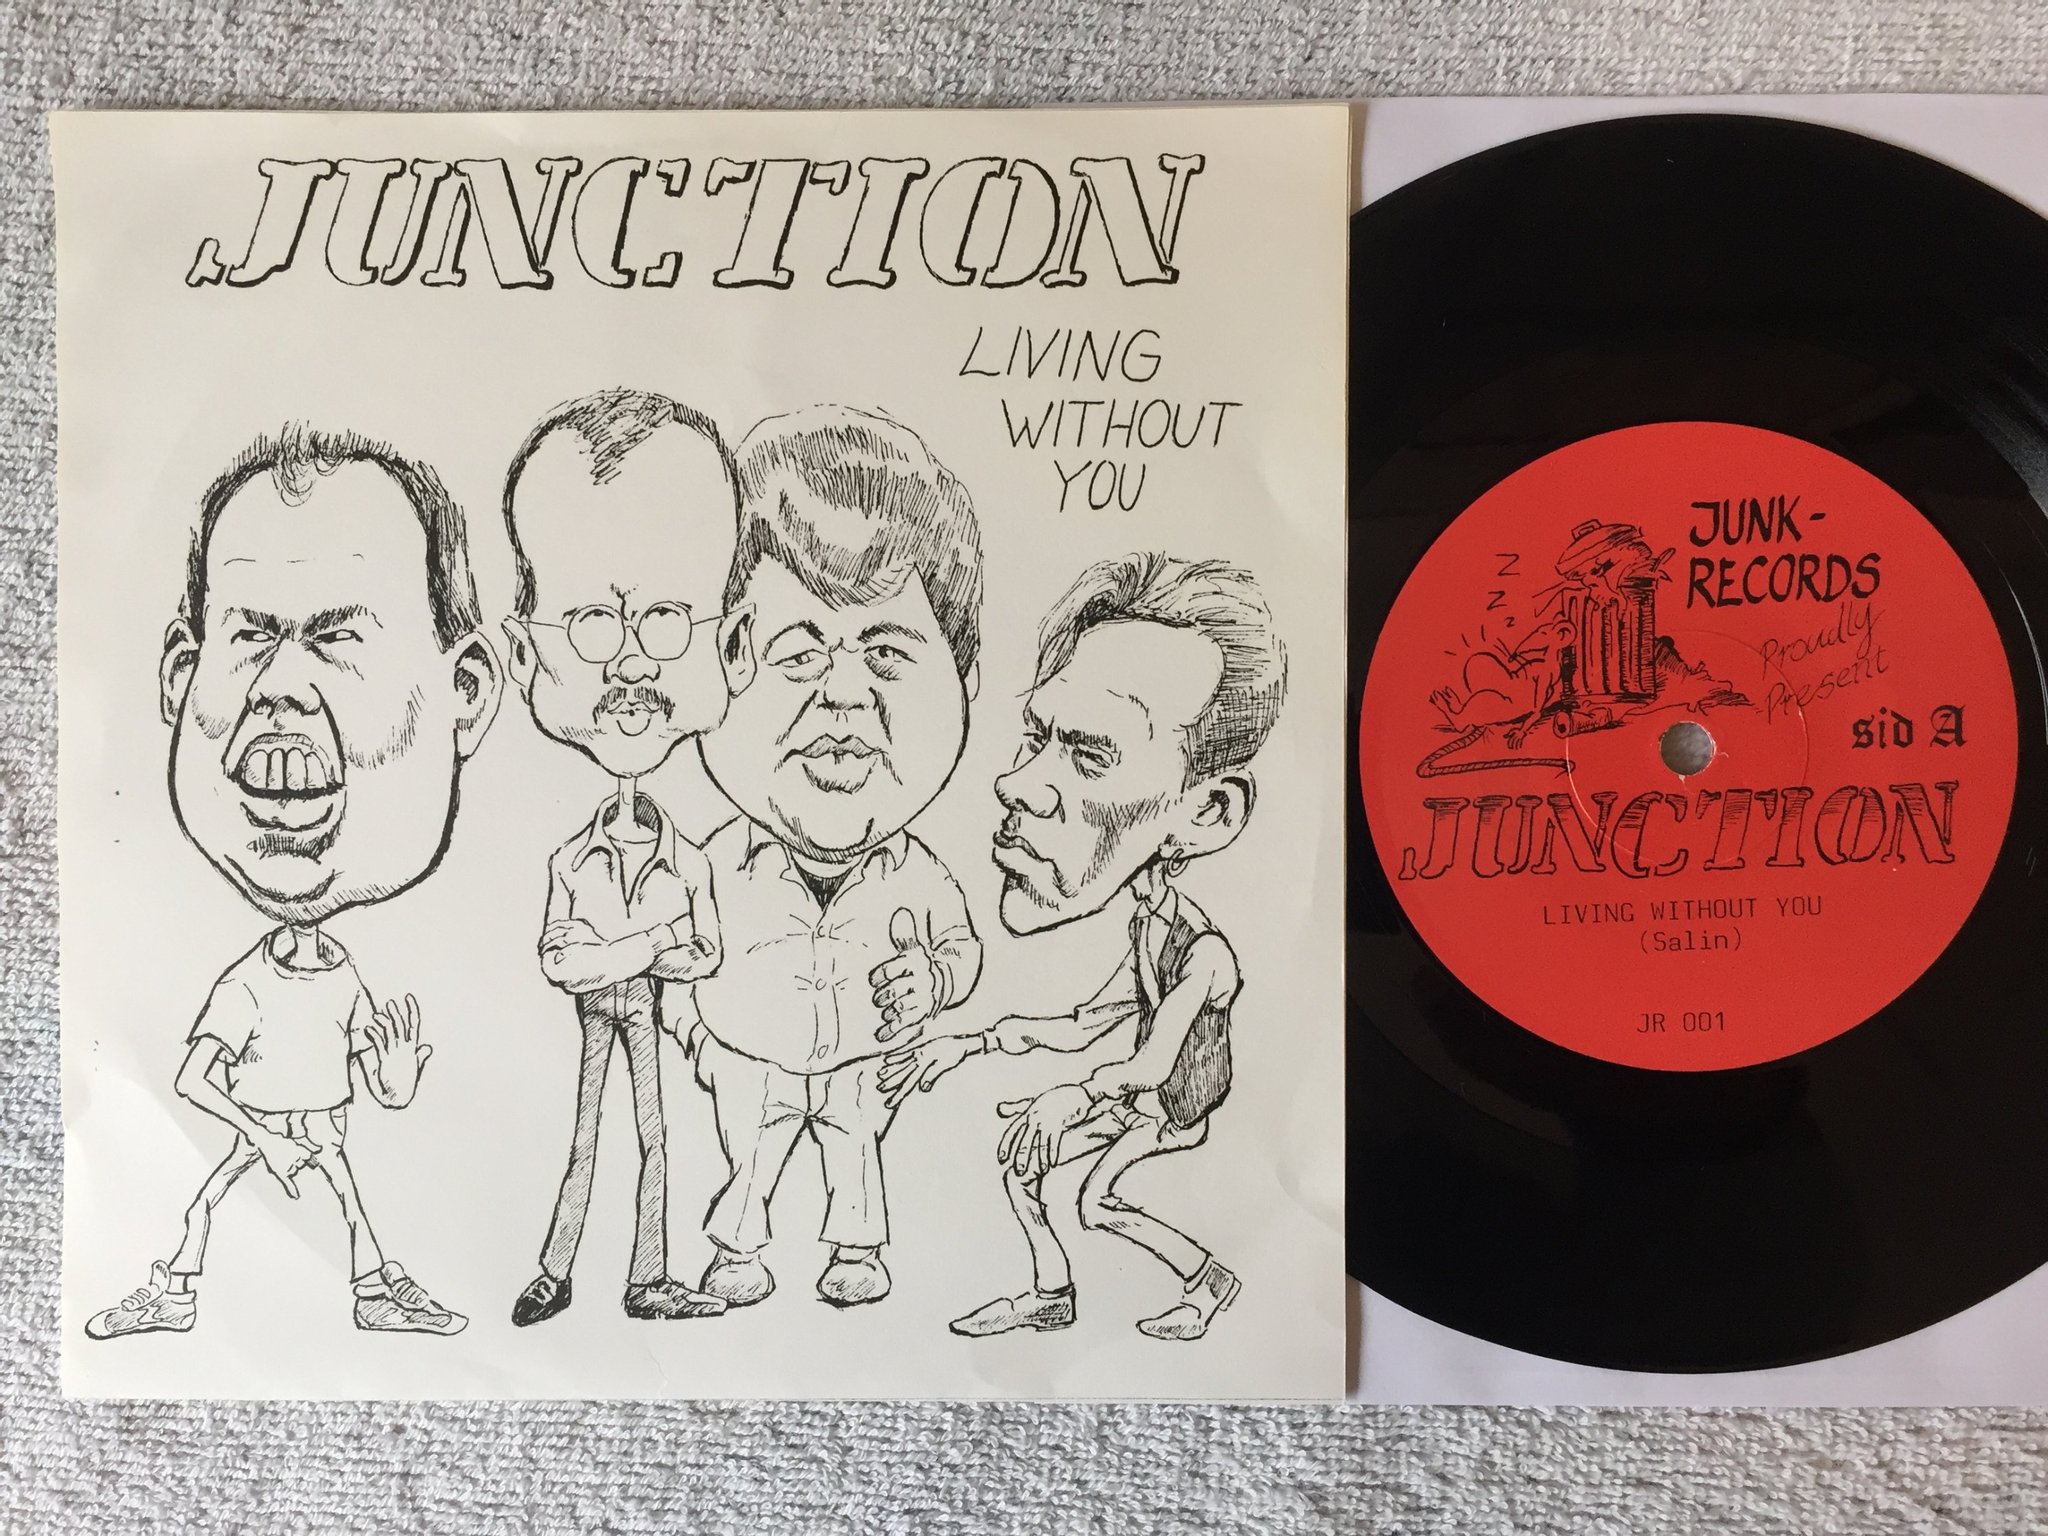 JUNCTION
LIVING
WITHOUT
YOU
JUNK-
RECORDS
Proudly
Present
sid A
Z
Z
Z
JUNCTION
LIVING WITHOUT YOU
(Salin)
JR 001